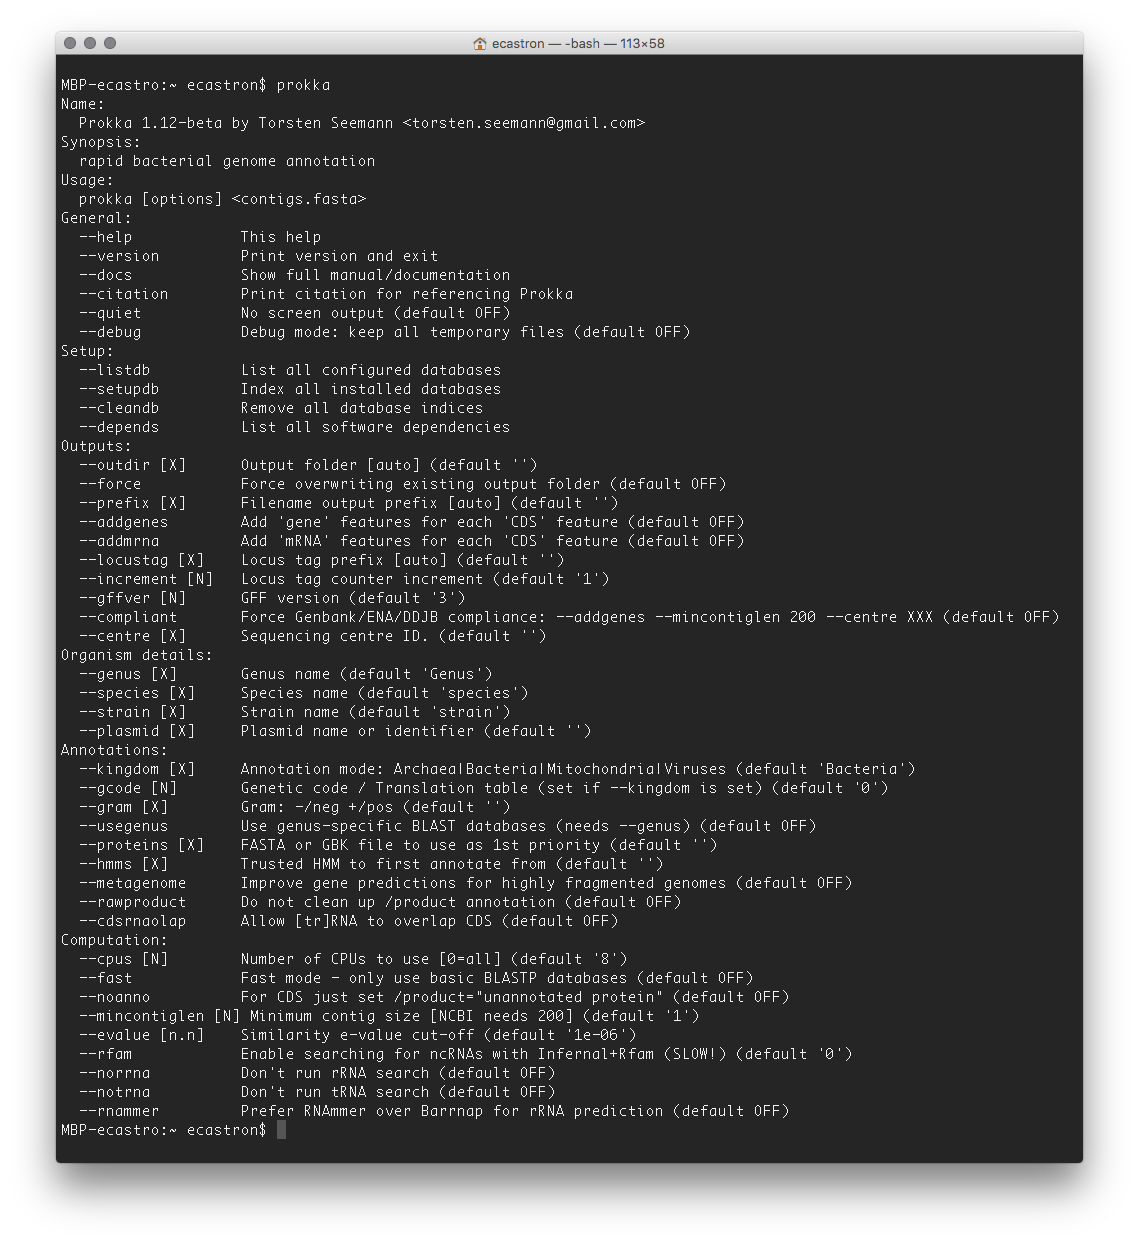 ecastron — -bash — 113×58
MBP-ecastro:~ ecastron$ prokka
Name:
  Prokka 1.12-beta by Torsten Seemann <torsten.seemann@gmail.com>
Synopsis:
  rapid bacterial genome annotation
Usage:
  prokka [options] <contigs.fasta>
General:
  --help            This help
  --version         Print version and exit
  --docs            Show full manual/documentation
  --citation        Print citation for referencing Prokka
  --quiet           No screen output (default OFF)
  --debug           Debug mode: keep all temporary files (default OFF)
Setup:
  --listdb          List all configured databases
  --setupdb         Index all installed databases
  --cleandb         Remove all database indices
  --depends         List all software dependencies
Outputs:
  --outdir [X]      Output folder [auto] (default '')
  --force           Force overwriting existing output folder (default OFF)
  --prefix [X]      Filename output prefix [auto] (default '')
  --addgenes        Add 'gene' features for each 'CDS' feature (default OFF)
  --addmrna         Add 'mRNA' features for each 'CDS' feature (default OFF)
  --locustag [X]    Locus tag prefix [auto] (default '')
  --increment [N]   Locus tag counter increment (default '1')
  --gffver [N]      GFF version (default '3')
  --compliant       Force Genbank/ENA/DDJB compliance: --addgenes --mincontiglen 200 --centre XXX (default OFF)
  --centre [X]      Sequencing centre ID. (default '')
Organism details:
  --genus [X]       Genus name (default 'Genus')
  --species [X]     Species name (default 'species')
  --strain [X]      Strain name (default 'strain')
  --plasmid [X]     Plasmid name or identifier (default '')
Annotations:
  --kingdom [X]     Annotation mode: Archaea|Bacteria|Mitochondria|Viruses (default 'Bacteria')
  --gcode [N]       Genetic code / Translation table (set if --kingdom is set) (default '0')
  --gram [X]        Gram: -/neg +/pos (default '')
  --usegenus        Use genus-specific BLAST databases (needs --genus) (default OFF)
  --proteins [X]    FASTA or GBK file to use as 1st priority (default '')
  --hmms [X]        Trusted HMM to first annotate from (default '')
  --metagenome      Improve gene predictions for highly fragmented genomes (default OFF)
  --rawproduct      Do not clean up /product annotation (default OFF)
  --cdsrnaolap      Allow [tr]RNA to overlap CDS (default OFF)
Computation:
  --cpus [N]        Number of CPUs to use [0=all] (default '8')
  --fast            Fast mode - only use basic BLASTP databases (default OFF)
  --noanno          For CDS just set /product="unannotated protein" (default OFF)
  --mincontiglen [N] Minimum contig size [NCBI needs 200] (default '1')
  --evalue [n.n]    Similarity e-value cut-off (default '1e-06')
  --rfam            Enable searching for ncRNAs with Infernal+Rfam (SLOW!) (default '0')
  --norrna          Don't run rRNA search (default OFF)
  --notrna          Don't run tRNA search (default OFF)
  --rnammer         Prefer RNAmmer over Barrnap for rRNA prediction (default OFF)
MBP-ecastro:~ ecastron$